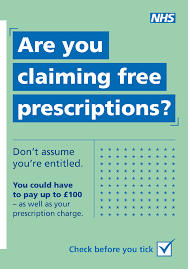 NHS
Are you
claiming free
prescriptions?
Don't assume
you're entitled.
You could have
to pay up to £100
– as well as your
prescription charge.
Check before you tick